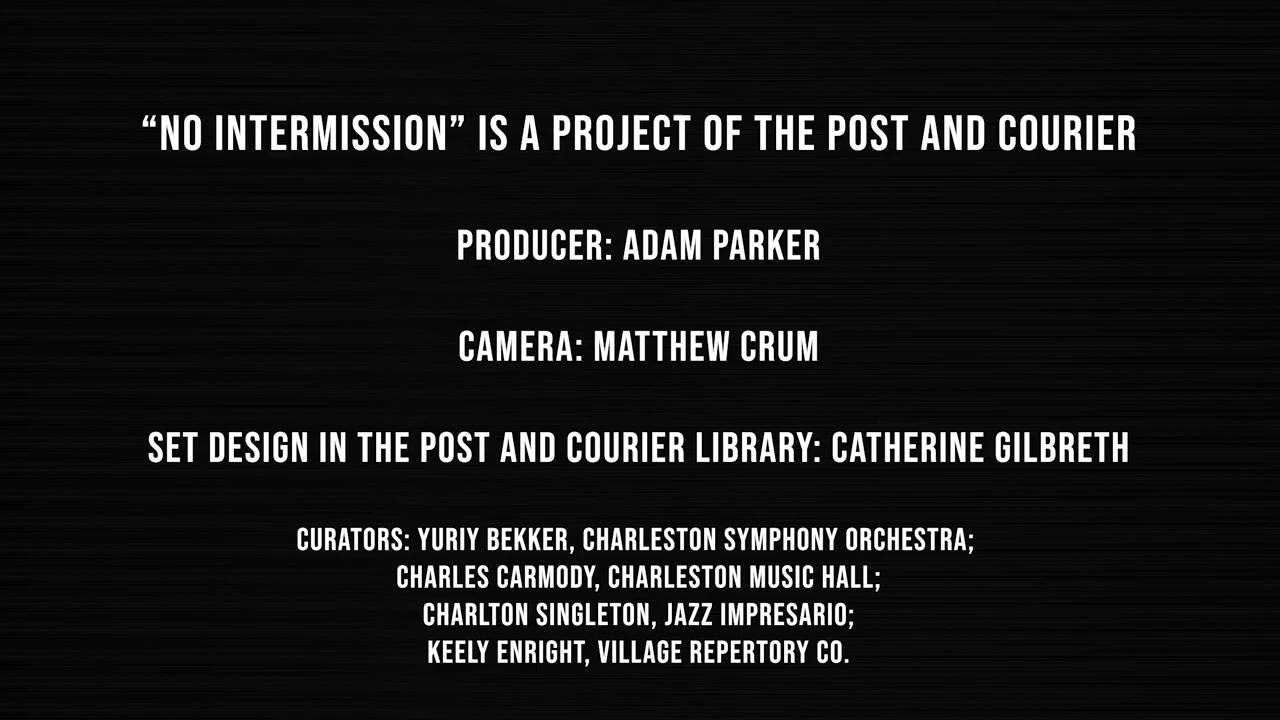 “NO INTERMISSION” IS A PROJECT OF THE POST AND COURIER
PRODUCER: ADAM PARKER
CAMERA: MATTHEW CRUM
SET DESIGN IN THE POST AND COURIER LIBRARY: CATHERINE GILBRETH
CURATORS: YURIY BEKKER, CHARLESTON SYMPHONY ORCHESTRA;
CHARLES CARMODY, CHARLESTON MUSIC HALL;
CHARLTON SINGLETON, JAZZ IMPRESARIO;
KEELY ENRIGHT, VILLAGE REPERTORY CO.